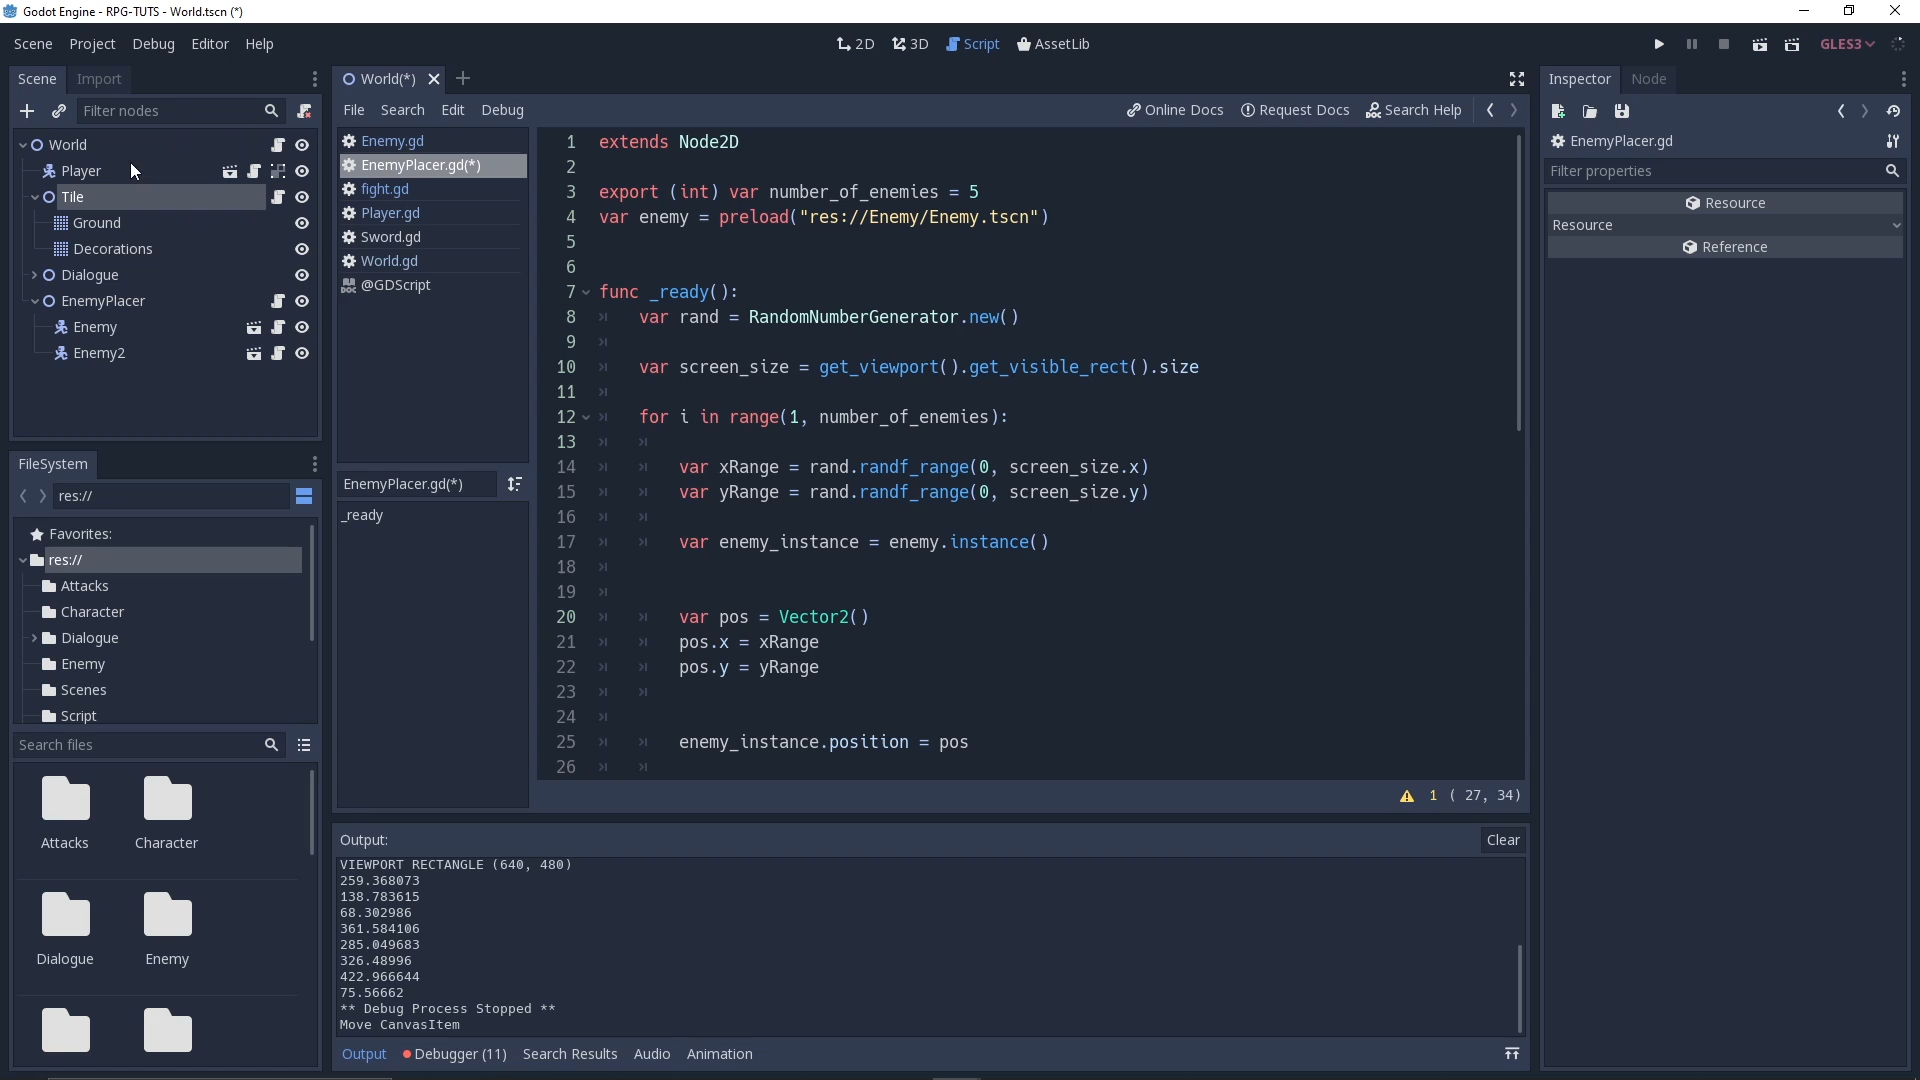 Godot Engine - RPG-TUTS - World.tscn (*)
Scene Project Debug Editor Help
2D 3D Script AssetLib
GLES3
Scene Import
Filter nodes
World
Player
Tile
Ground
Decorations
Dialogue
EnemyPlacer
Enemy
Enemy2
FileSystem
res://
Favorites:
res://
Attacks
Character
Dialogue
Enemy
Scenes
Script
Search files
Attacks Character
Dialogue Enemy
World(*)
File Search Edit Debug
Online Docs Request Docs Search Help
Enemy.gd
EnemyPlacer.gd(*)
fight.gd
Player.gd
Sword.gd
World.gd
@GDScript
EnemyPlacer.gd(*)
_ready
1 extends Node2D
2
3 export (int) var number_of_enemies = 5
4 var enemy = preload("res://Enemy/Enemy.tscn")
5
6
7 func _ready():
8 var rand = RandomNumberGenerator.new()
9
10 var screen_size = get_viewport().get_visible_rect().size
11
12 for i in range(1, number_of_enemies):
13
14 var xRange = rand.randf_range(0, screen_size.x)
15 var yRange = rand.randf_range(0, screen_size.y)
16
17 var enemy_instance = enemy.instance()
18
19
20 var pos = Vector2()
21 pos.x = xRange
22 pos.y = yRange
23
24
25 enemy_instance.position = pos
26
1 ( 27, 34)
Output: Clear
VIEWPORT RECTANGLE (640, 480)
259.368073
138.783615
68.302986
361.584106
285.049683
326.48996
422.966644
75.56662
** Debug Process Stopped **
Move CanvasItem
Output Debugger (11) Search Results Audio Animation
Inspector Node
EnemyPlacer.gd
Filter properties
Resource
Resource
Reference